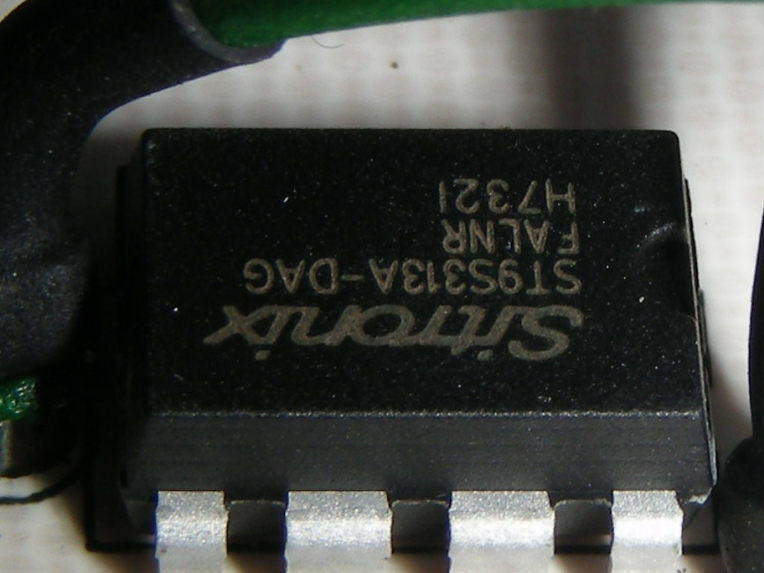 Sitronix
ST9S313A-DAG
FALNR
H7321